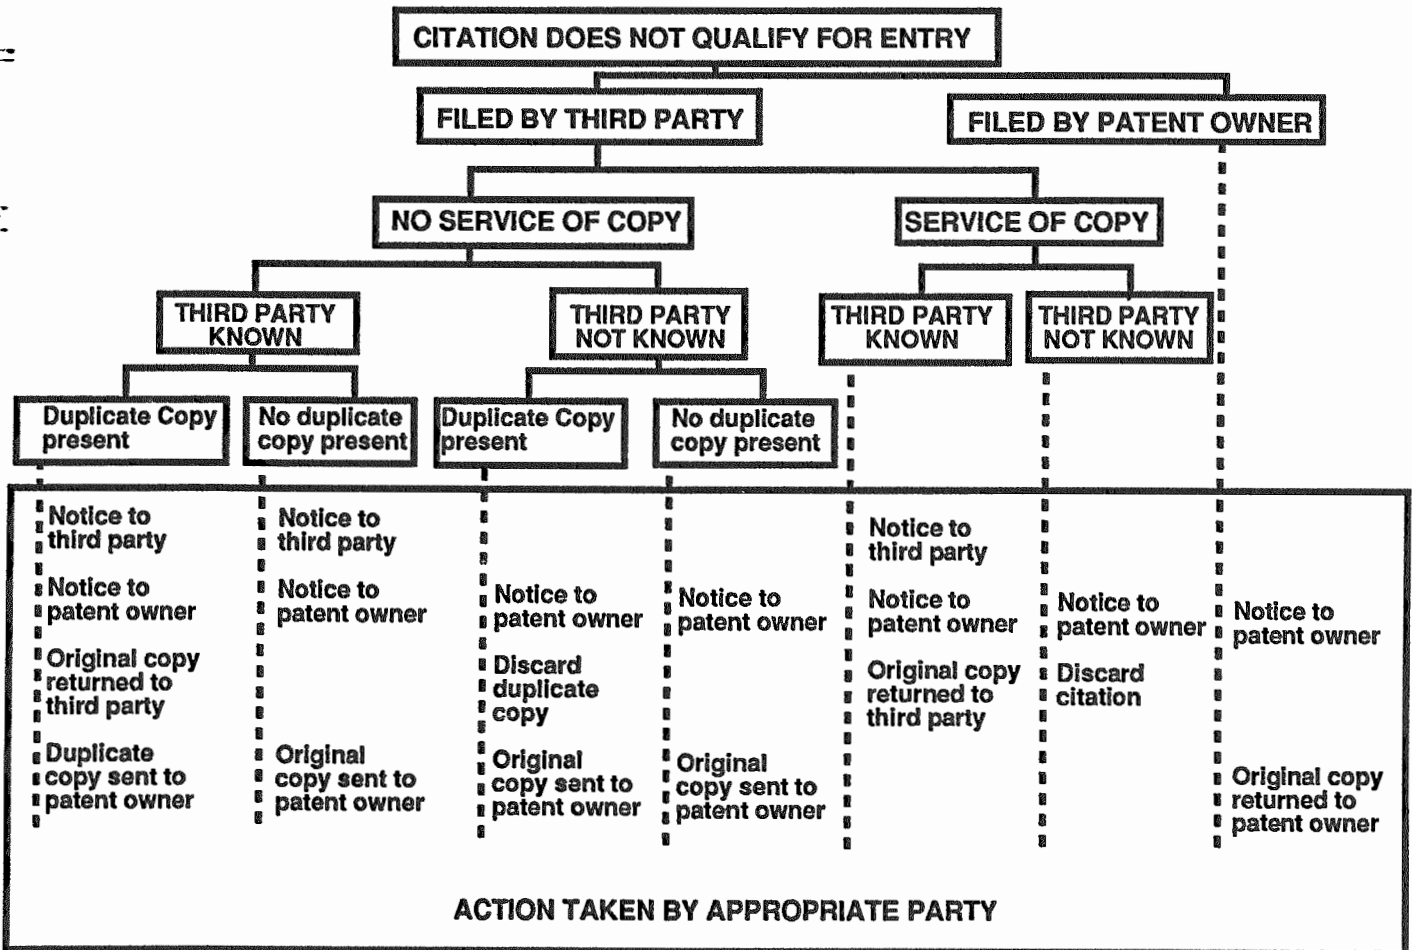 CITATION DOES NOT QUALIFY FOR ENTRY
FILED BY THIRD PARTY
FILED BY PATENT OWNER
NO SERVICE OF COPY
SERVICE OF COPY
THIRD PARTY
KNOWN
THIRD PARTY
NOT KNOWN
THIRD PARTY
KNOWN
THIRD PARTY
NOT KNOWN
Duplicate Copy
present
No duplicate
copy present
Duplicate Copy
present
No duplicate
copy present
Notice to
third party
Notice to
patent owner
Original copy
returned to
third party
Duplicate
copy sent to
patent owner
Notice to
third party
Notice to
patent owner
Original
copy sent to
patent owner
Notice to
patent owner
Discard
duplicate
copy
Original
copy sent to
patent owner
Notice to
patent owner
Original
copy sent to
patent owner
Notice to
third party
Notice to
patent owner
Original copy
returned to
third party
Notice to
patent owner
Discard
citation
Notice to
patent owner
Original copy
returned to
patent owner
ACTION TAKEN BY APPROPRIATE PARTY